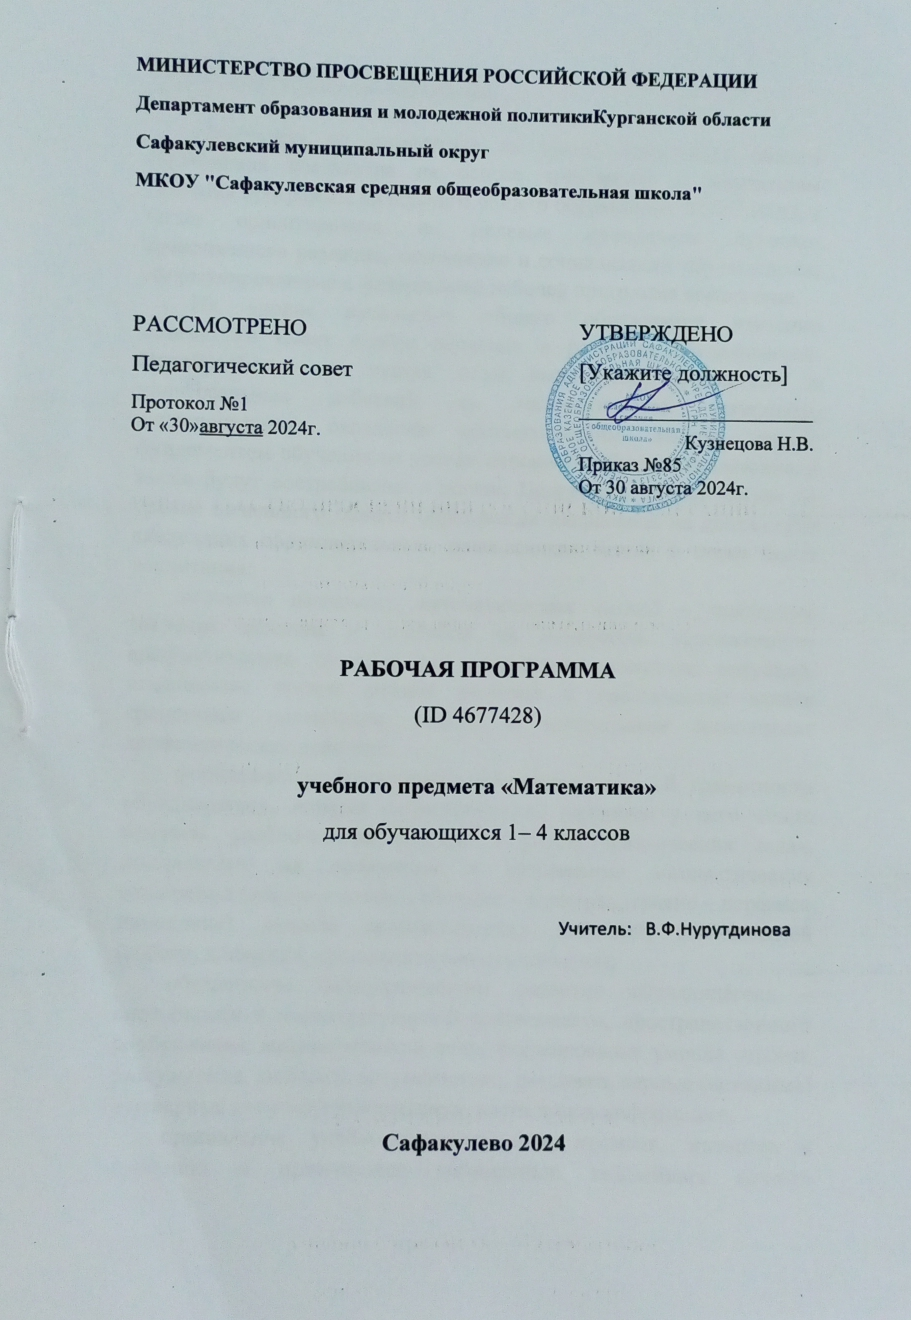 МИНИСТЕРСТВО ПРОСВЕЩЕНИЯ РОССИЙСКОЙ ФЕДЕРАЦИИ
Департамент образования и молодежной политикиКурганской области
Сафакулевский муниципальный округ
МКОУ "Сафакулевская средняя общеобразовательная школа"
РАССМОТРЕНО
Педагогический совет
Протокол №1
От «30»августа 2024г.
УТВЕРЖДЕНО
[Укажите должность]
общеобразовательная
школа»
Кузнецова Н.В.
Приказ №85
От 30 августа 2024г.
РАБОЧАЯ ПРОГРАММА
(ID 4677428)
учебного предмета «Математика»
для обучающихся 1– 4 классов
Учитель: В.Ф.Нурутдинова
Сафакулево 2024